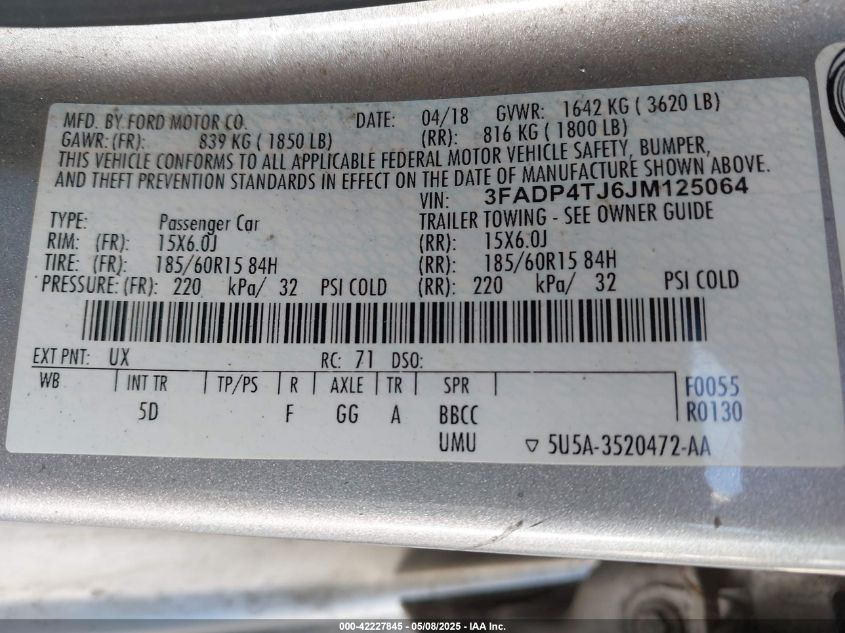 MFD. BY FORD MOTOR CO. DATE: 04/18 GVWR: 1642 KG ( 3620 LB)
GAWR: (FR): 839 KG ( 1850 LB) (RR): 816 KG ( 1800 LB)
THIS VEHICLE CONFORMS TO ALL APPLICABLE FEDERAL MOTOR VEHICLE SAFETY, BUMPER,
AND THEFT PREVENTION STANDARDS IN EFFECT ON THE DATE OF MANUFACTURE SHOWN ABOVE.
VIN: 3FADP4TJ6JM125064
TYPE: Passenger Car TRAILER TOWING - SEE OWNER GUIDE
RIM: (FR): 15X6.0J (RR): 15X6.0J
TIRE: (FR): 185/60R15 84H (RR): 185/60R15 84H
PRESSURE: (FR): 220 kPa/ 32 PSI COLD (RR): 220 kPa/ 32 PSI COLD
EXT PNT: UX RC: 71 DSO:
WB INT TR TP/PS R AXLE TR SPR F0055
5D F GG A BBCC R0130
UMU ▽ 5U5A-3520472-AA
000-42227845 - 05/08/2025 - IAA Inc.